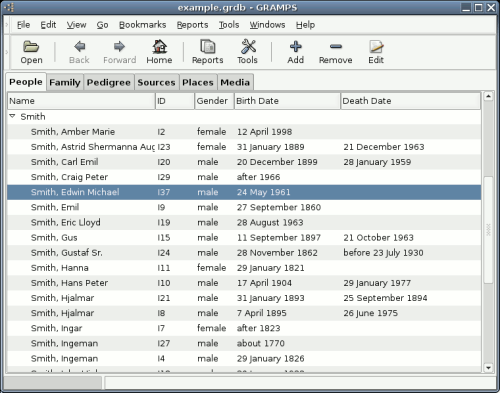 example.grdb - GRAMPS
File Edit View Go Bookmarks Reports Tools Windows Help
Open Back Forward Home Reports Tools Add Remove Edit
People Family Pedigree Sources Places Media
Name ID Gender Birth Date Death Date
Smith
Smith, Amber Marie I2 female 12 April 1998
Smith, Astrid Shermanna Aug I23 female 31 January 1889 21 December 1963
Smith, Carl Emil I20 male 20 December 1899 28 January 1959
Smith, Craig Peter I29 male after 1966
Smith, Edwin Michael I37 male 24 May 1961
Smith, Emil I9 male 27 September 1860
Smith, Eric Lloyd I19 male 28 August 1963
Smith, Gus I15 male 11 September 1897 21 October 1963
Smith, Gustaf Sr. I24 male 28 November 1862 before 23 July 1930
Smith, Hanna I11 female 29 January 1821
Smith, Hans Peter I10 male 17 April 1904 29 January 1977
Smith, Hjalmar I21 male 31 January 1893 25 September 1894
Smith, Hjalmar I8 male 7 April 1895 26 June 1975
Smith, Ingar I7 female after 1823
Smith, Ingeman I27 male about 1770
Smith, Ingeman I4 male 29 January 1826